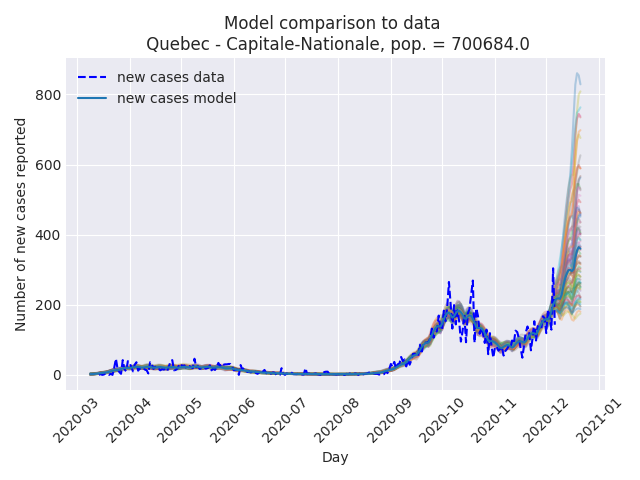 Model comparison to data
Quebec - Capitale-Nationale, pop. = 700684.0
new cases data
new cases model
Number of new cases reported
800
600
400
200
0
2020-03
2020-04
2020-05
2020-06
2020-07
2020-08
2020-09
2020-10
2020-11
2020-12
2021-01
Day